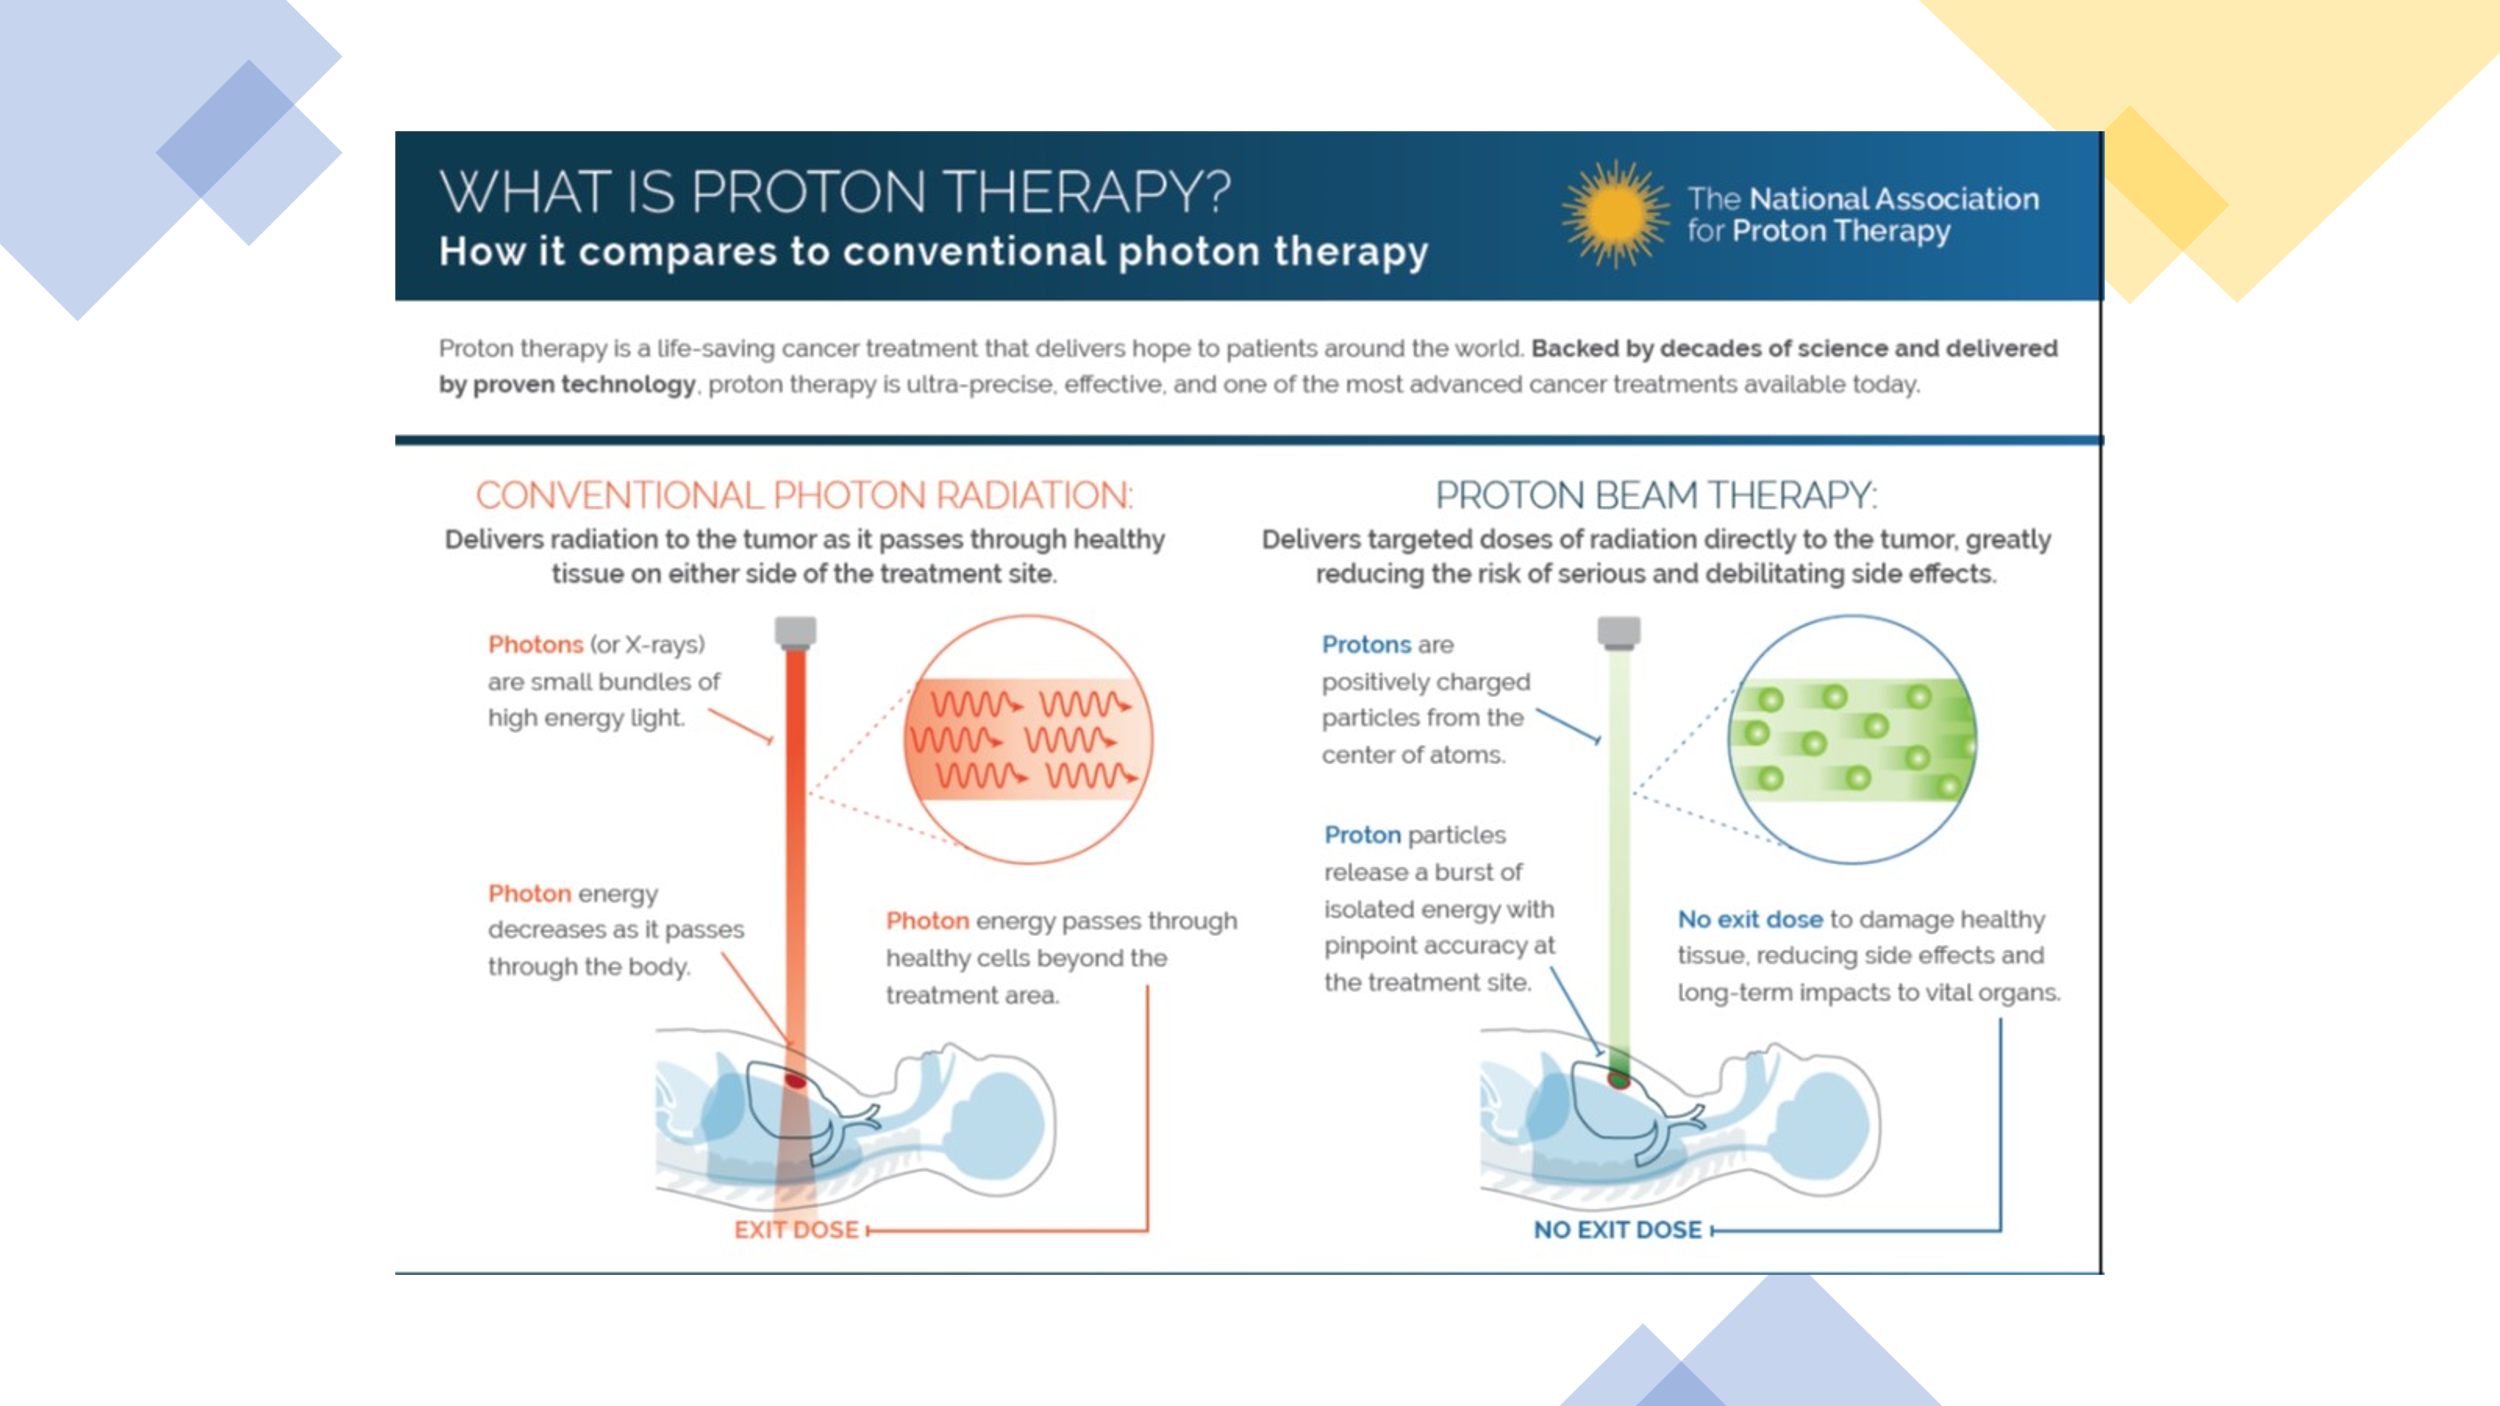 WHAT IS PROTON THERAPY?
How it compares to conventional photon therapy
The National Association
for Proton Therapy
Proton therapy is a life-saving cancer treatment that delivers hope to patients around the world. Backed by decades of science and delivered
by proven technology, proton therapy is ultra-precise, effective, and one of the most advanced cancer treatments available today.
CONVENTIONAL PHOTON RADIATION:
Delivers radiation to the tumor as it passes through healthy
tissue on either side of the treatment site.
Photons (or X-rays)
are small bundles of
high energy light.
Photon energy
decreases as it passes
through the body.
Photon energy passes through
healthy cells beyond the
treatment area.
EXIT DOSE
PROTON BEAM THERAPY:
Delivers targeted doses of radiation directly to the tumor, greatly
reducing the risk of serious and debilitating side effects.
Protons are
positively charged
particles from the
center of atoms.
Proton particles
release a burst of
isolated energy with
pinpoint accuracy at
the treatment site.
No exit dose to damage healthy
tissue, reducing side effects and
long-term impacts to vital organs.
NO EXIT DOSE